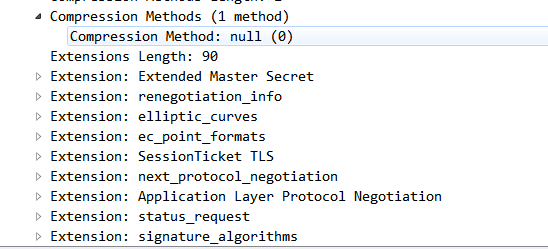 Compression Methods (1 method)
Compression Method: null (0)
Extensions Length: 90
Extension: Extended Master Secret
Extension: renegotiation_info
Extension: elliptic_curves
Extension: ec_point_formats
Extension: SessionTicket TLS
Extension: next_protocol_negotiation
Extension: Application Layer Protocol Negotiation
Extension: status_request
Extension: signature_algorithms